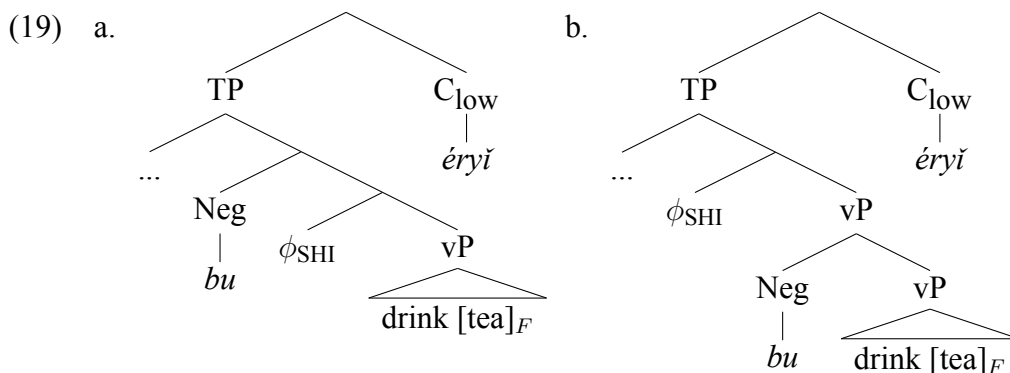 (19) a. b.
TP C_low TP C_low
... éryǐ ... éryǐ
Neg ϕ_SHI vP ϕ_SHI vP
bu drink [tea]_F Neg vP
bu drink [tea]_F